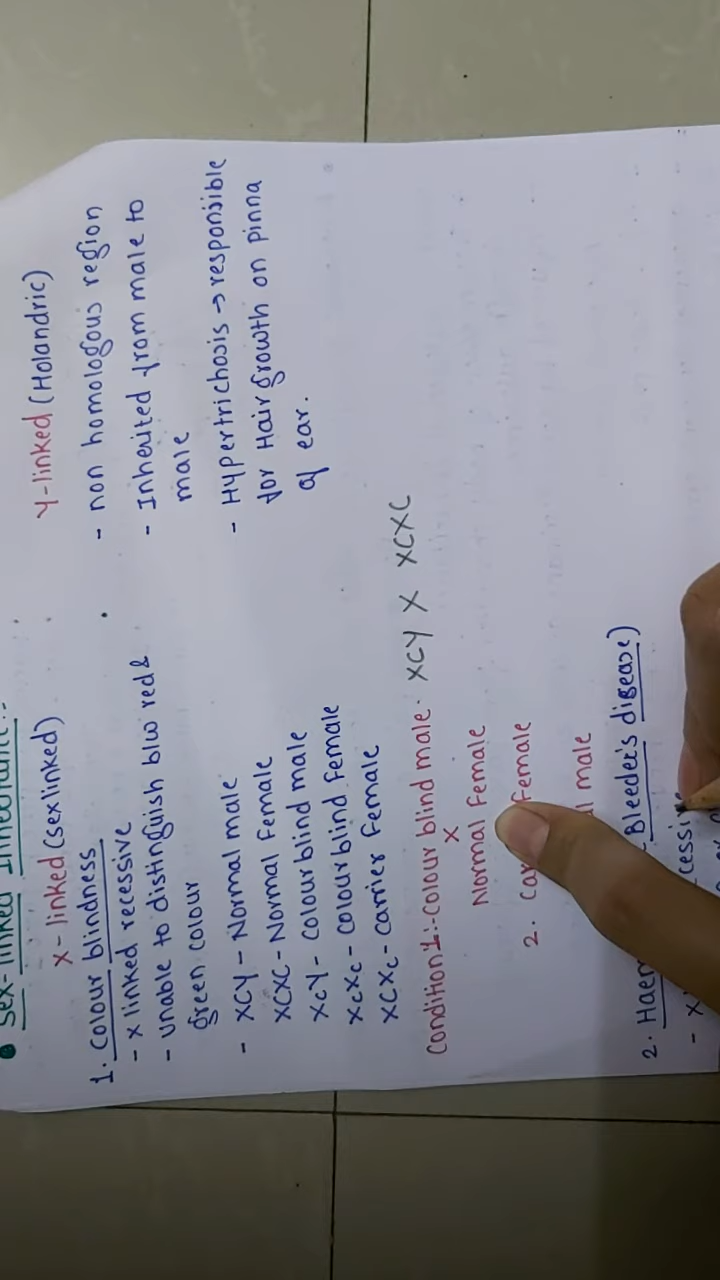 • Sex-linked Inheritance:-
X-linked (sex linked)
1. Colour blindness
- X linked recessive
- Unable to distinguish b/w red &
green colour
- XCY - Normal male
XCXC - Normal Female
XcY - colour blind male
XcXc - colour blind Female
XCXc - carrier Female
Condition 1:- Colour blind male. XCY X XCXC
X
Normal Female
2. Female
male
2. Bleeder's disease)
Y-linked (Holandric)
- non homologous region
- Inherited from male to
male
- Hypertrichosis → responsible
for Hair growth on pinna
of ear.